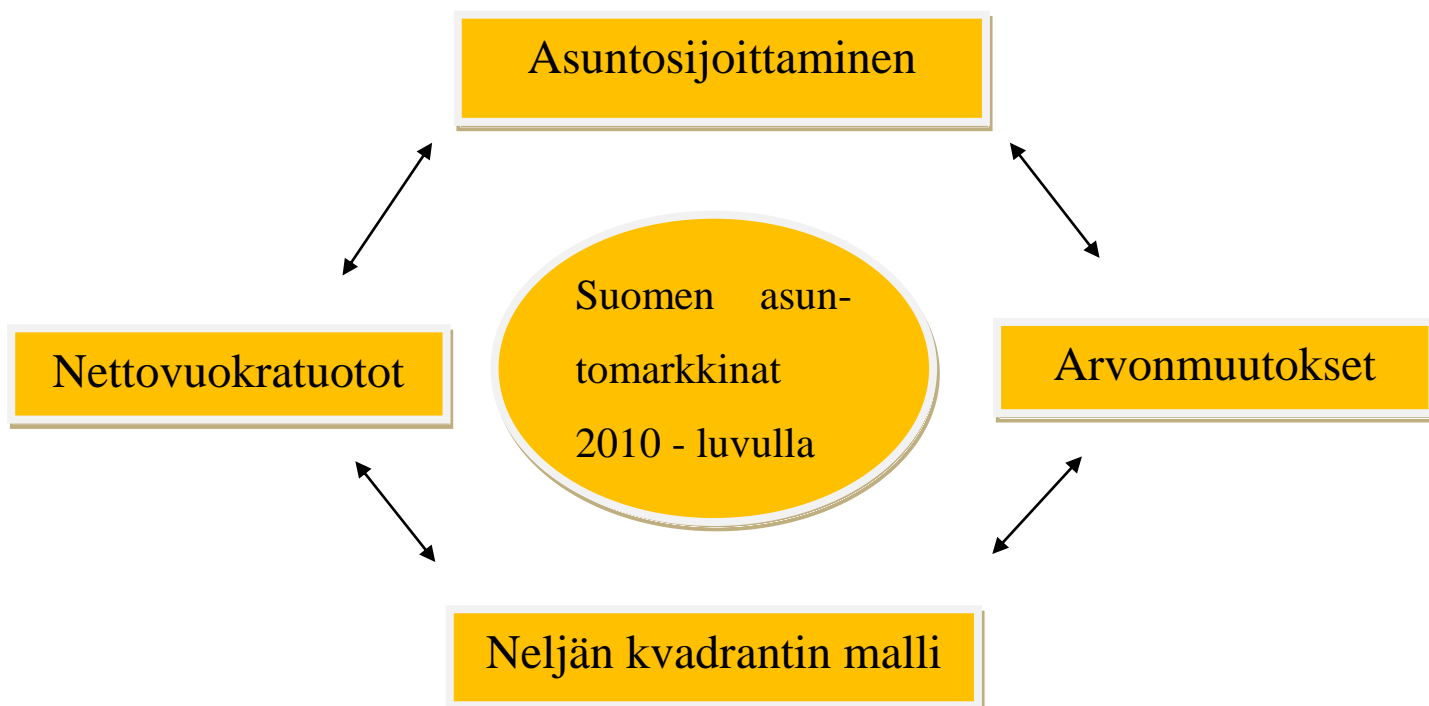 Asuntosijoittaminen
Suomen asun-
tomarkkinat
2010 - luvulla
Nettovuokratuotot
Arvonmuutokset
Neljän kvadrantin malli